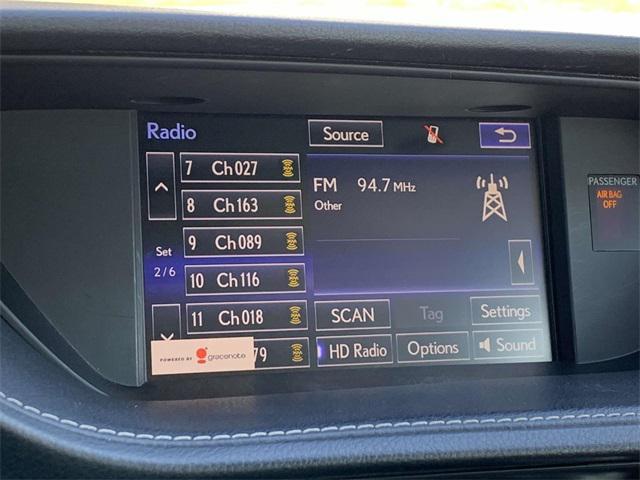 Radio
Source
7 Ch027
8 Ch163
9 Ch089
10 Ch116
11 Ch018
79
Set
2/6
FM 94.7 MHz
Other
SCAN
Tag
Settings
HD Radio
Options
Sound
POWERED BY gracenote
PASSENGER
AIR BAG
OFF